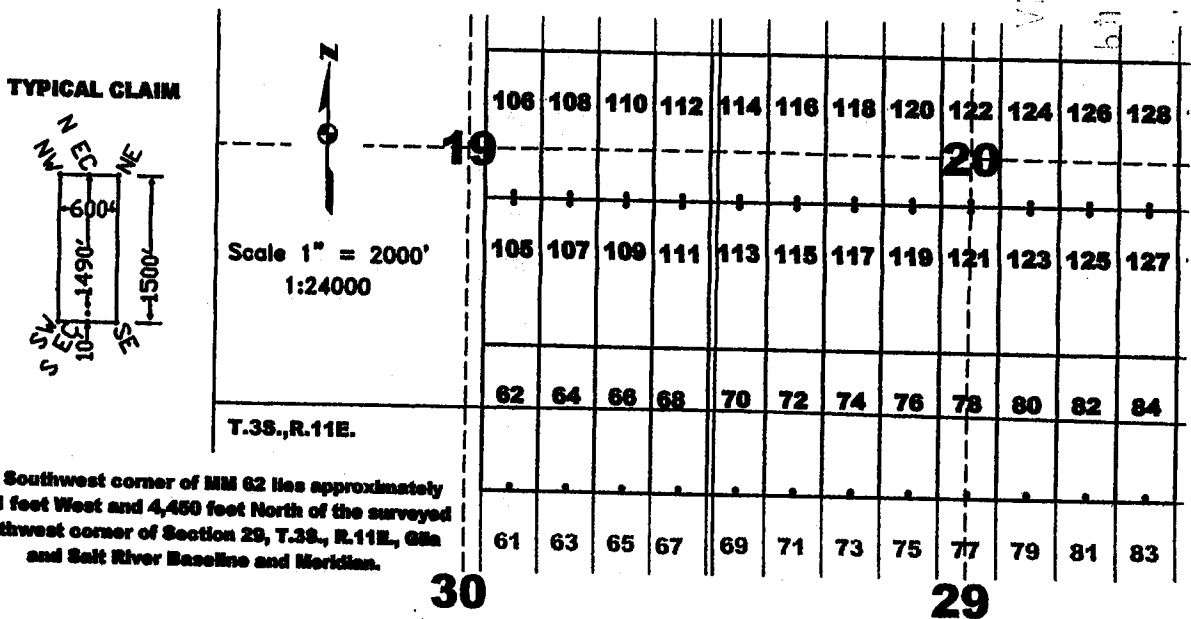 TYPICAL CLAIM
N EC
NW
NE
600'
1490'
1500'
SW
SE
S EC
10'
N
Scale 1" = 2000'
1:24000
T.3S.,R.11E.
Southwest corner of MM 62 lies approximately
feet West and 4,450 feet North of the surveyed
thwest corner of Section 29, T.3S., R.11E., Gila
and Salt River Baseline and Meridian.
106 108 110 112 114 116 118 120 122 124 126 128
19
20
105 107 109 111 113 115 117 119 121 123 125 127
62 64 66 68 70 72 74 76 78 80 82 84
61 63 65 67 69 71 73 75 77 79 81 83
30
29